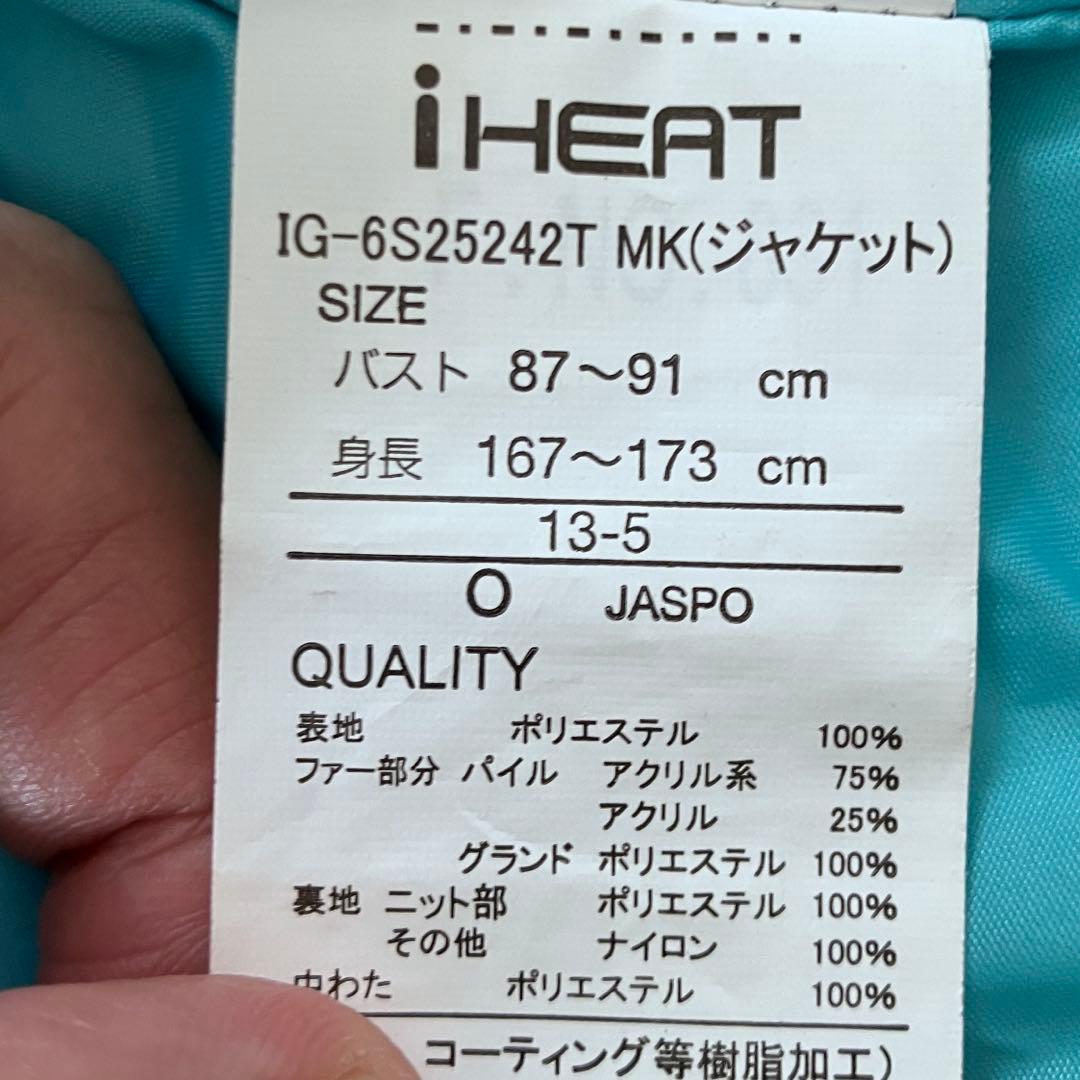 iHEAT
IG-6S25242T MK(ジャケット)
SIZE
バスト 87～91 cm
身長 167～173 cm
13-5
O JASPO
QUALITY
表地 ポリエステル 100%
ファー部分 パイル アクリル系 75%
アクリル 25%
グランド ポリエステル 100%
裏地 ニット部 ポリエステル 100%
その他 ナイロン 100%
中わた ポリエステル 100%
コーティング等樹脂加工)